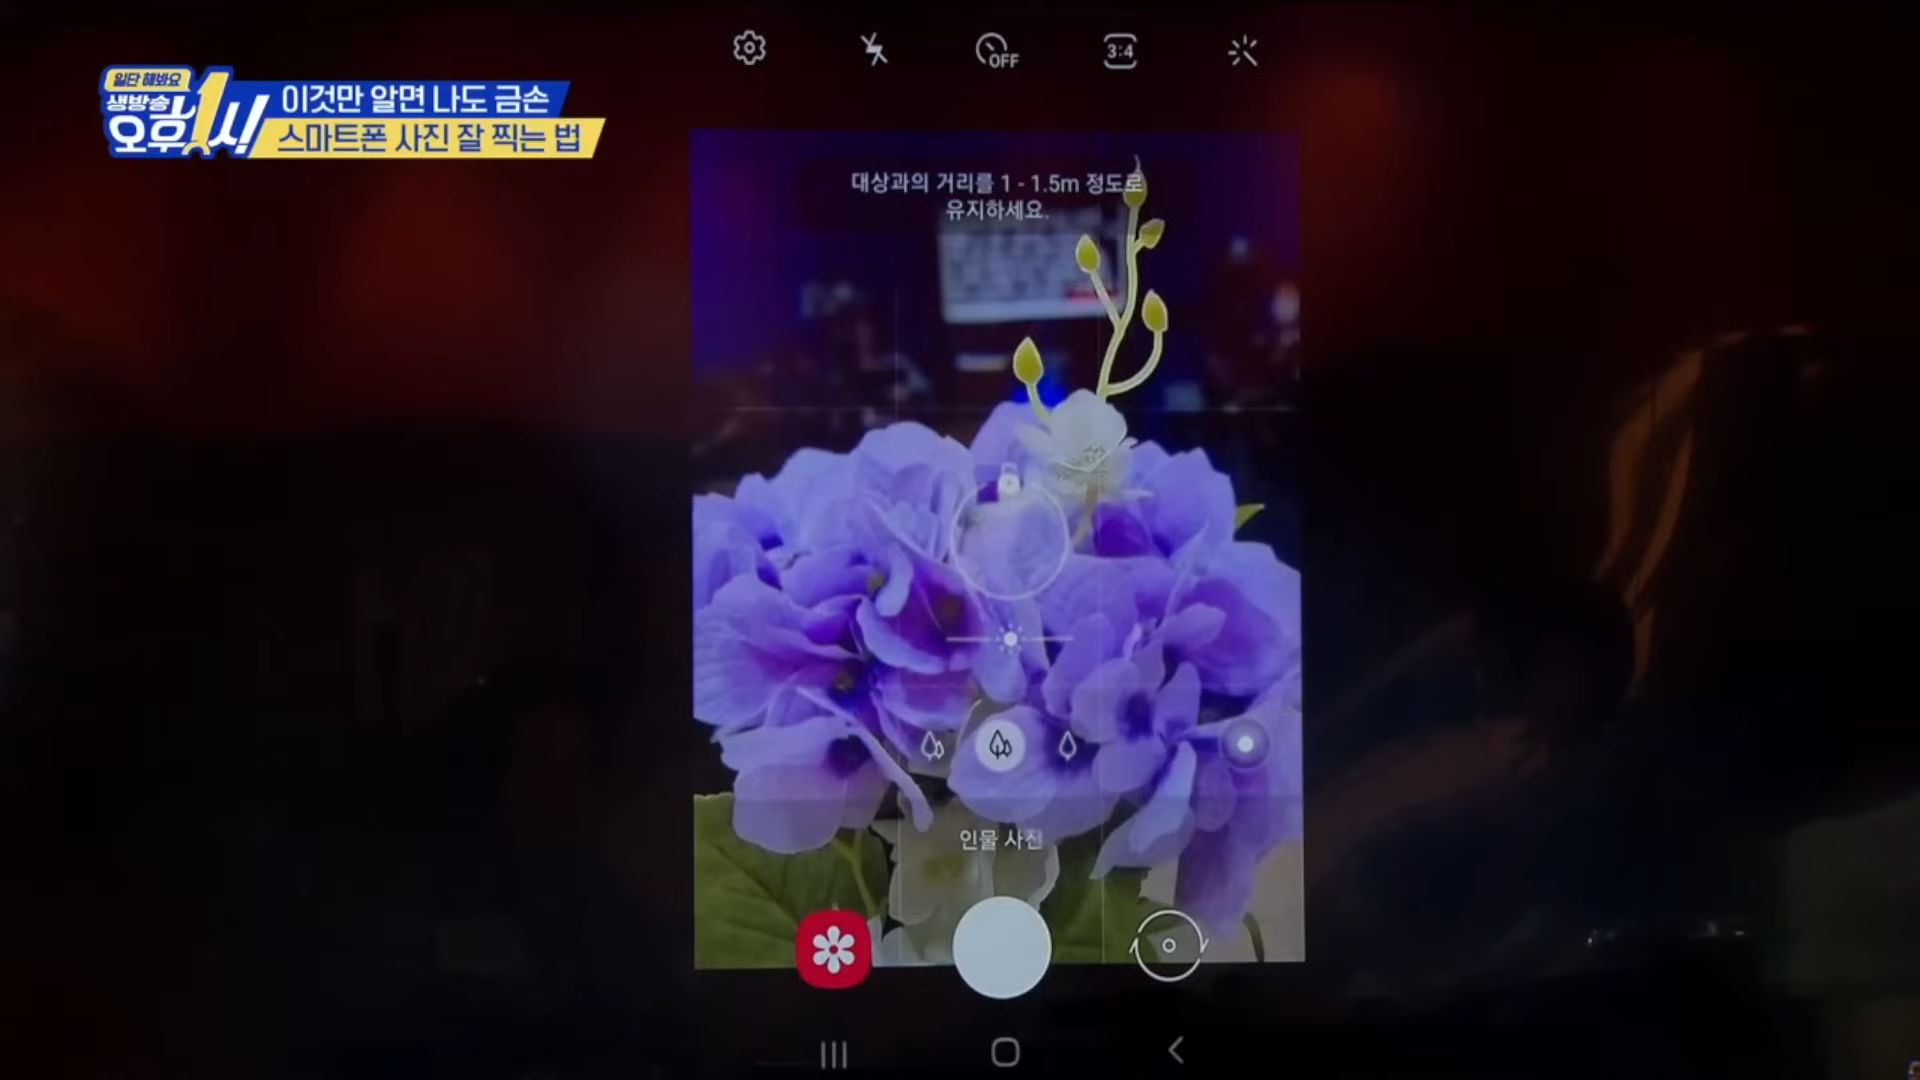 일단 해봐요
생방송
오후1시!
이것만 알면 나도 금손
스마트폰 사진 잘 찍는 법
OFF
3:4
대상과의 거리를 1 - 1.5m 정도로
유지하세요.
인물 사진